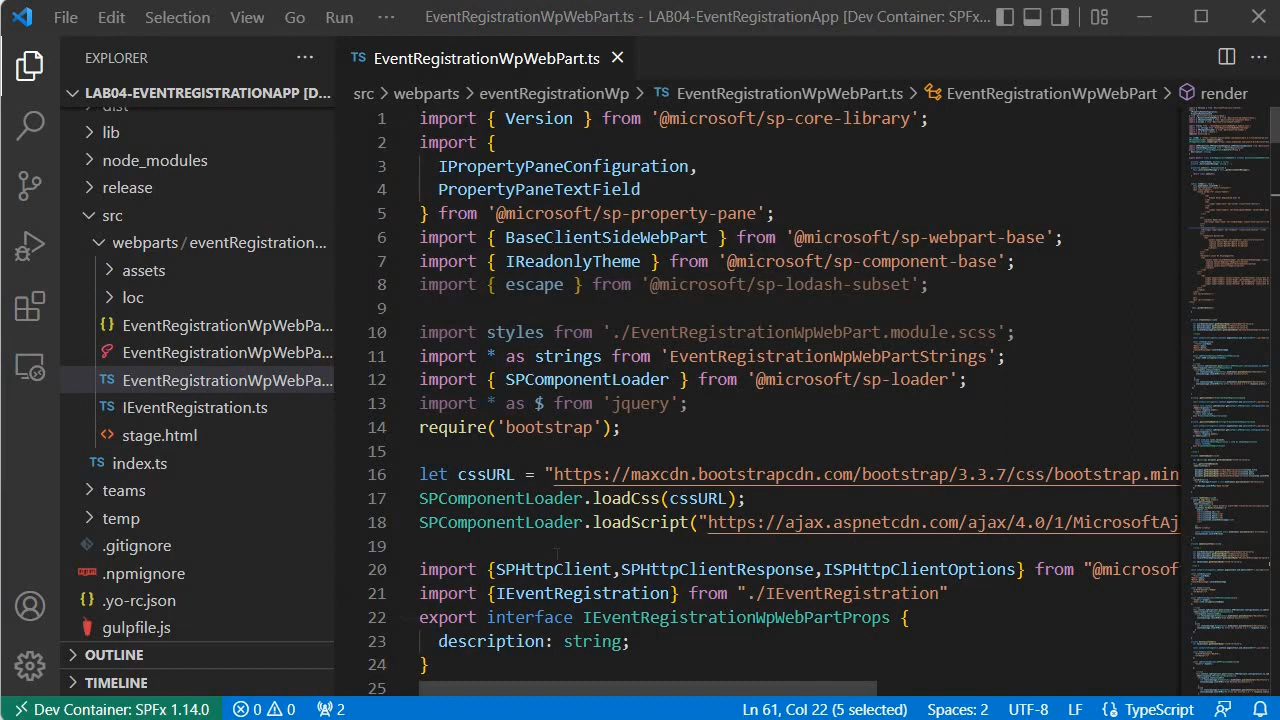 File Edit Selection View Go Run ··· EventRegistrationWpWebPart.ts - LAB04-EventRegistrationApp [Dev Container: SPFx...
EXPLORER ···
TS EventRegistrationWpWebPart.ts ×
LAB04-EVENTREGISTRATIONAPP [D...
src > webparts > eventRegistrationWp > TS EventRegistrationWpWebPart.ts > EventRegistrationWpWebPart > render
lib
node_modules
release
src
webparts / eventRegistration...
assets
loc
{} EventRegistrationWpWebPa...
EventRegistrationWpWebPa...
TS EventRegistrationWpWebPa...
TS IEventRegistration.ts
<> stage.html
TS index.ts
teams
temp
.gitignore
npm .npmignore
{} .yo-rc.json
gulpfile.js
OUTLINE
TIMELINE
1 import { Version } from '@microsoft/sp-core-library';
2 import {
3 IPropertyPaneConfiguration,
4 PropertyPaneTextField
5 } from '@microsoft/sp-property-pane';
6 import { BaseClientSideWebPart } from '@microsoft/sp-webpart-base';
7 import { IReadonlyTheme } from '@microsoft/sp-component-base';
8 import { escape } from '@microsoft/sp-lodash-subset';
9
10 import styles from './EventRegistrationWpWebPart.module.scss';
11 import * as strings from 'EventRegistrationWpWebPartStrings';
12 import { SPComponentLoader } from '@microsoft/sp-loader';
13 import * as $ from 'jquery';
14 require('bootstrap');
15
16 let cssURL = "https://maxcdn.bootstrapcdn.com/bootstrap/3.3.7/css/bootstrap.min
17 SPComponentLoader.loadCss(cssURL);
18 SPComponentLoader.loadScript("https://ajax.aspnetcdn.com/ajax/4.0/1/MicrosoftAj
19
20 import {SPHttpClient,SPHttpClientResponse,ISPHttpClientOptions} from "@microsof
21 import {IEventRegistration} from "./IEventRegistration"
22 export interface IEventRegistrationWpWebPartProps {
23 description: string;
24 }
25
Dev Container: SPFx 1.14.0 0 0 2 Ln 61, Col 22 (5 selected) Spaces: 2 UTF-8 LF {} TypeScript